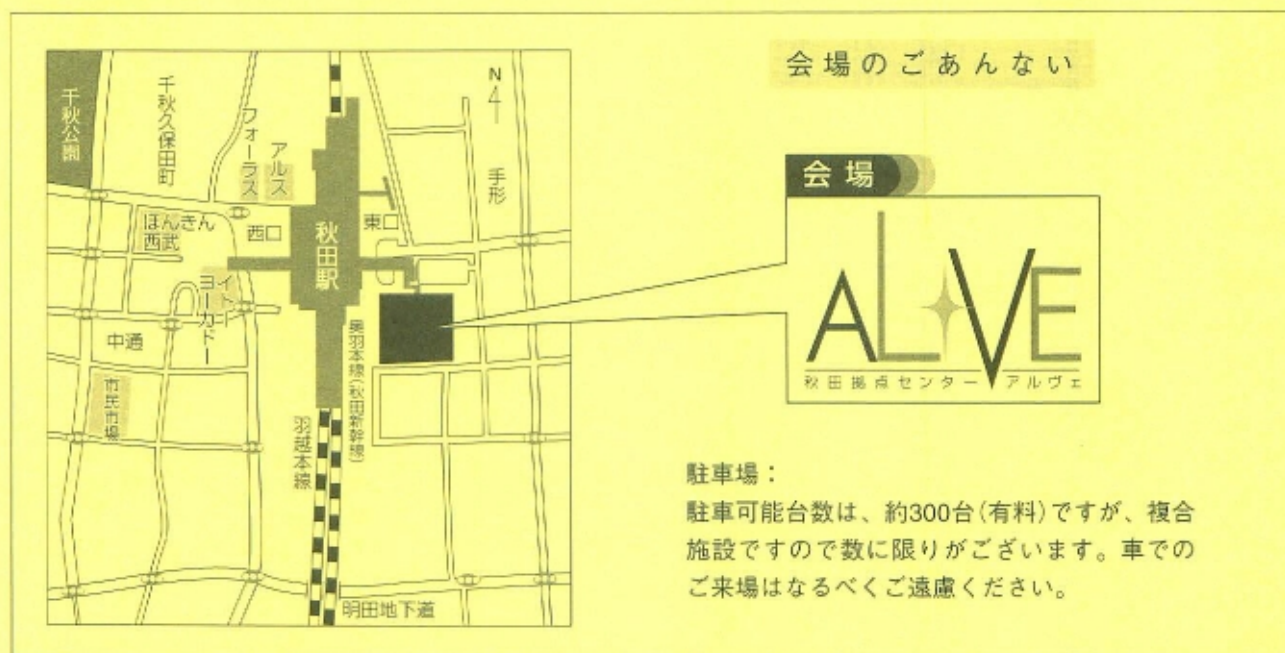 会場のごあんない
会場
ALVE
秋田拠点センター アルヴェ
駐車場：
駐車可能台数は、約300台(有料)ですが、複合
施設ですので数に限りがございます。車での
ご来場はなるべくご遠慮ください。
N
千秋公園
千秋久保田町
フォーラス
アルス
手形
ほんきん
西武
西口
秋田駅
東口
イトー
ヨーカドー
中通
市民市場
奥羽本線(秋田新幹線)
羽越本線
明田地下道